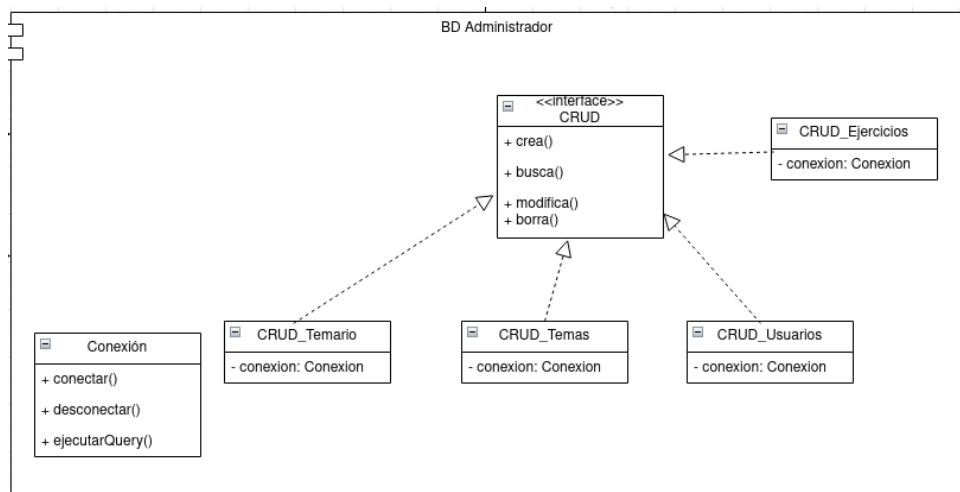 BD Administrador
<<interface>>
CRUD
+ crea()
+ busca()
+ modifica()
+ borra()
CRUD_Ejercicios
- conexion: Conexion
Conexión
+ conectar()
+ desconectar()
+ ejecutarQuery()
CRUD_Temario
- conexion: Conexion
CRUD_Temas
- conexion: Conexion
CRUD_Usuarios
- conexion: Conexion